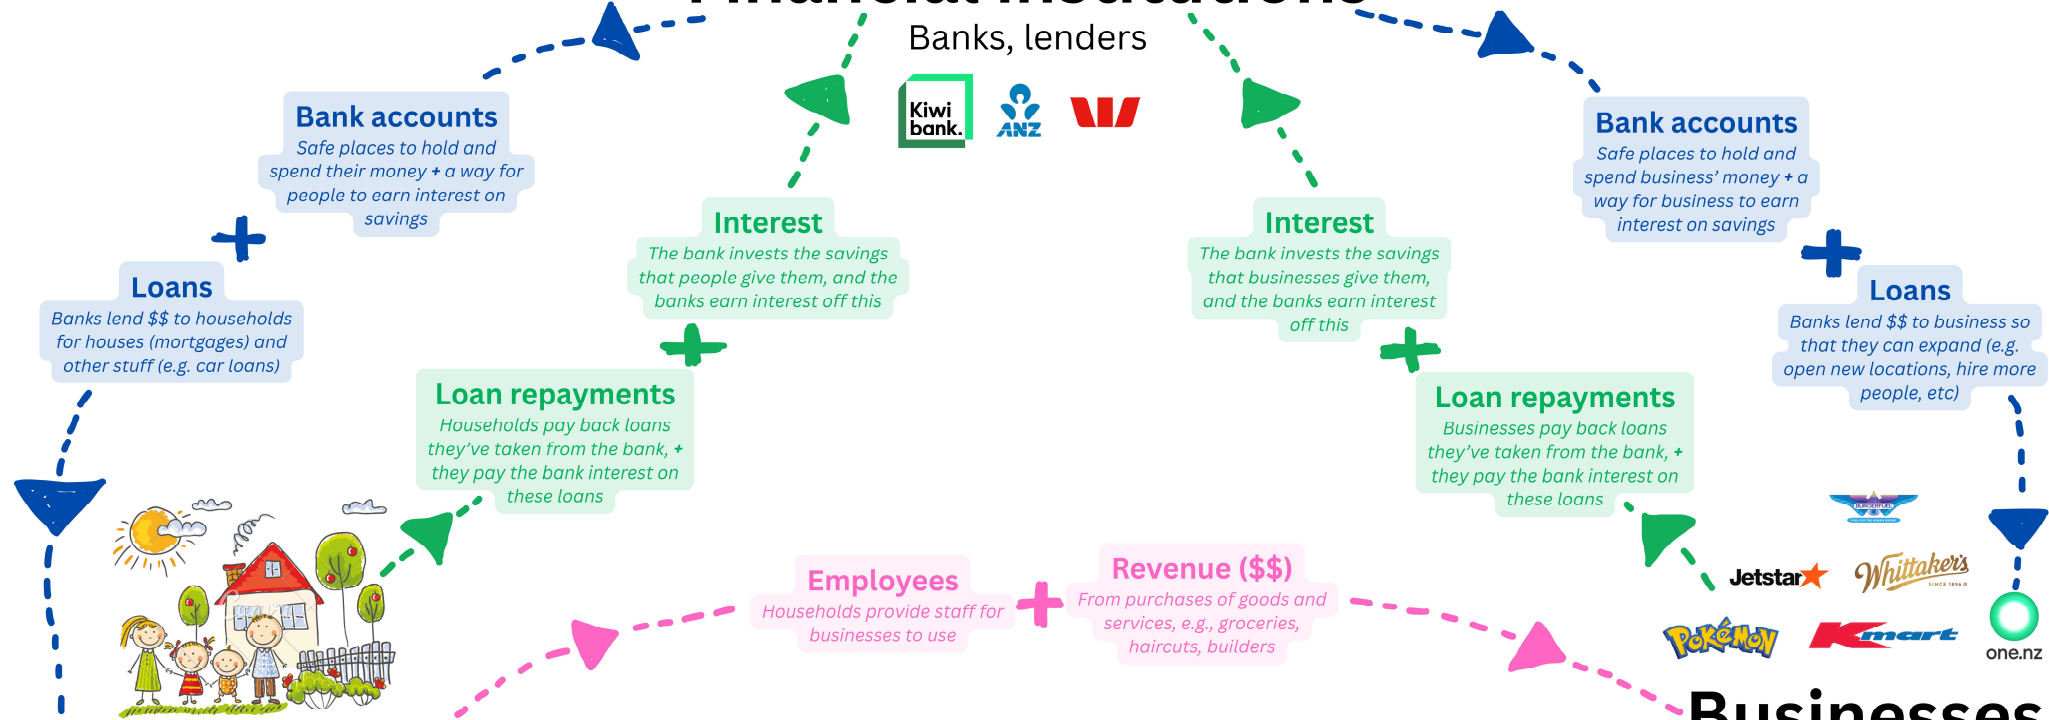 Financial Institutions
Banks, lenders
Kiwi
bank.
ANZ
Bank accounts
Safe places to hold and
spend their money + a way for
people to earn interest on
savings
Loans
Banks lend $$ to households
for houses (mortgages) and
other stuff (e.g. car loans)
Interest
The bank invests the savings
that people give them, and the
banks earn interest off this
Loan repayments
Households pay back loans
they’ve taken from the bank, +
they pay the bank interest on
these loans
Interest
The bank invests the savings
that businesses give them,
and the banks earn interest
off this
Loan repayments
Businesses pay back loans
they’ve taken from the bank, +
they pay the bank interest on
these loans
Bank accounts
Safe places to hold and
spend business’ money + a
way for business to earn
interest on savings
Loans
Banks lend $$ to business so
that they can expand (e.g.
open new locations, hire more
people, etc)
Employees
Households provide staff for
businesses to use
+
Revenue ($$)
From purchases of goods and
services, e.g., groceries,
haircuts, builders
BURGERFUEL
Jetstar
Whittaker's
SINCE 1896
POKéMON
Kmart
one.nz
Businesses